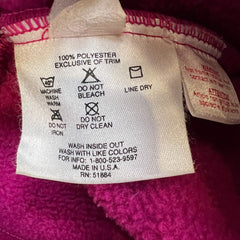 100% POLYESTER
EXCLUSIVE OF TRIM
MACHINE WASH WARM
DO NOT BLEACH
LINE DRY
DO NOT IRON
DO NOT DRY CLEAN
WASH INSIDE OUT
WASH WITH LIKE COLORS
FOR INFO: 1-800-523-9597
MADE IN U.S.A.
RN: 51884